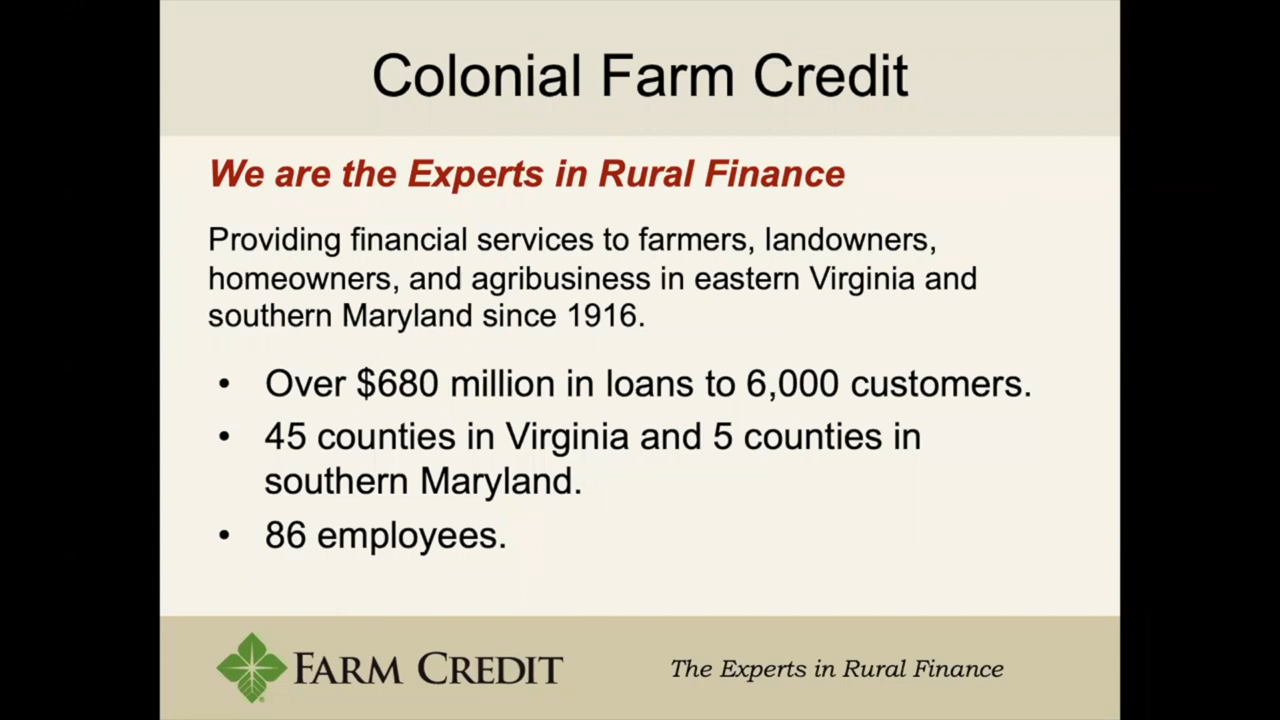 Colonial Farm Credit
We are the Experts in Rural Finance
Providing financial services to farmers, landowners,
homeowners, and agribusiness in eastern Virginia and
southern Maryland since 1916.
• Over $680 million in loans to 6,000 customers.
• 45 counties in Virginia and 5 counties in
southern Maryland.
• 86 employees.
FARM CREDIT
The Experts in Rural Finance